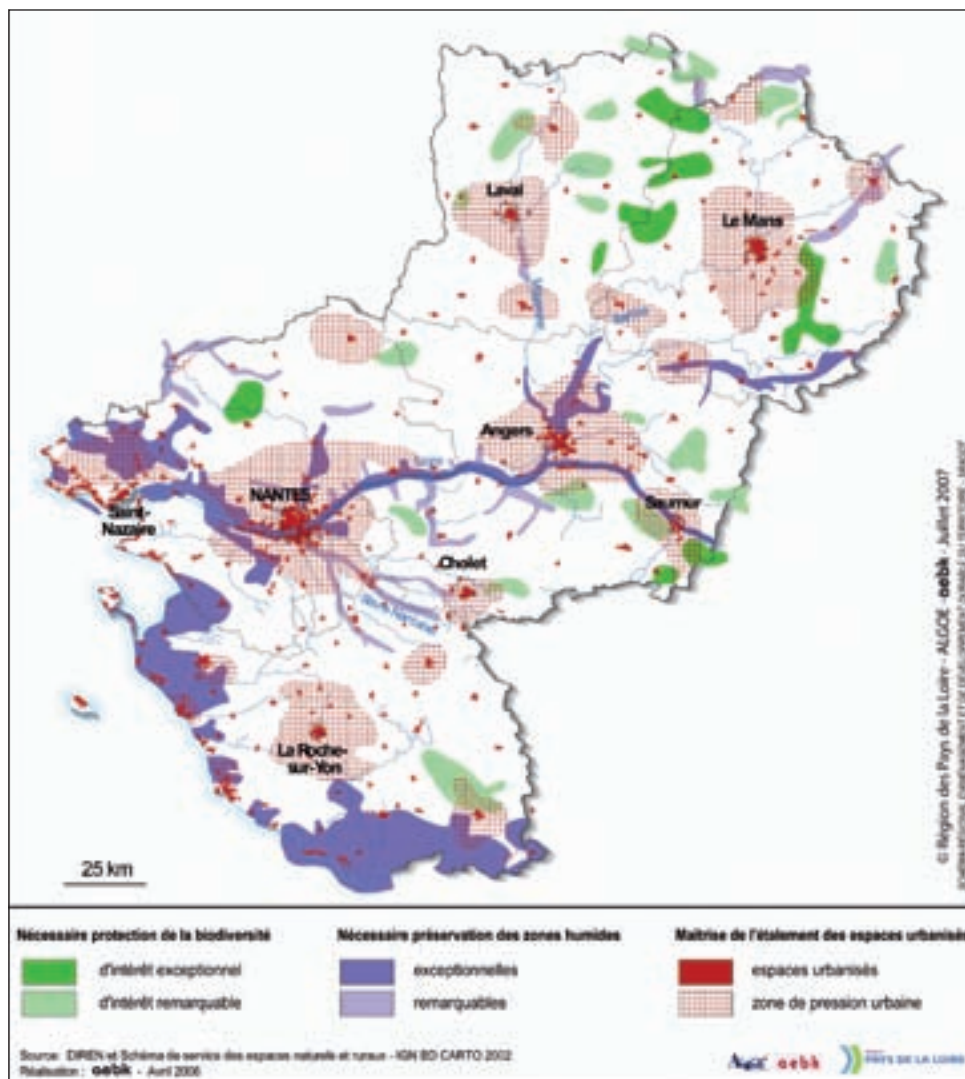 Laval
Le Mans
Angers
NANTES
Saint-
Nazaire
Saumur
Cholet
La Roche-
sur-Yon
25 km
© Région des Pays de la Loire - ALGOE - aebk - Juillet 2007
Nécessaire protection de la biodiversité
d'intérêt exceptionnel
d'intérêt remarquable
Nécessaire préservation des zones humides
exceptionnelles
remarquables
Maîtrise de l'étalement des espaces urbanisés
espaces urbanisés
zone de pression urbaine
Source: DIREN et Schéma de service des espaces naturels et ruraux - IGN BD CARTO 2002
Réalisation : aebk - Avril 2006
aebk
PAYS DE LA LOIRE